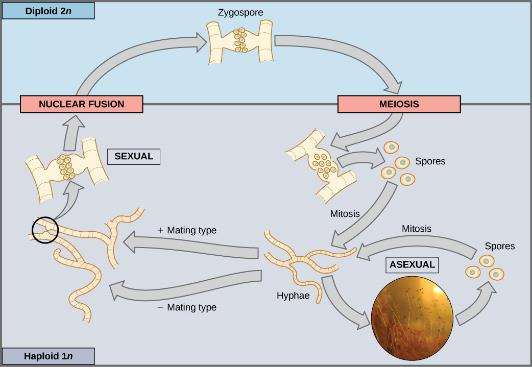 Diploid 2n
Zygospore
NUCLEAR FUSION
MEIOSIS
SEXUAL
Spores
Mitosis
+ Mating type
Mitosis
Spores
ASEXUAL
Hyphae
– Mating type
Haploid 1n